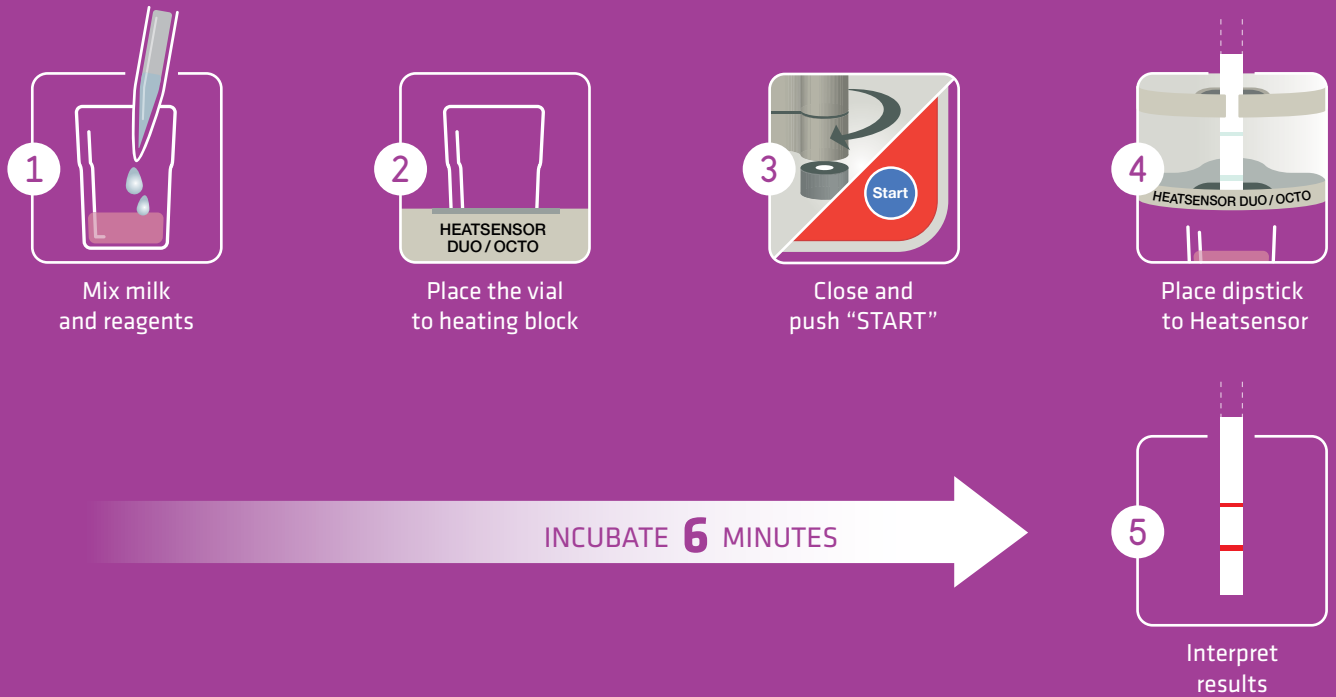 1
Mix milk
and reagents
2
HEATSENSOR
DUO / OCTO
Place the vial
to heating block
3
Start
Close and
push “START”
4
HEATSENSOR DUO / OCTO
Place dipstick
to Heatsensor
INCUBATE 6 MINUTES
5
Interpret
results